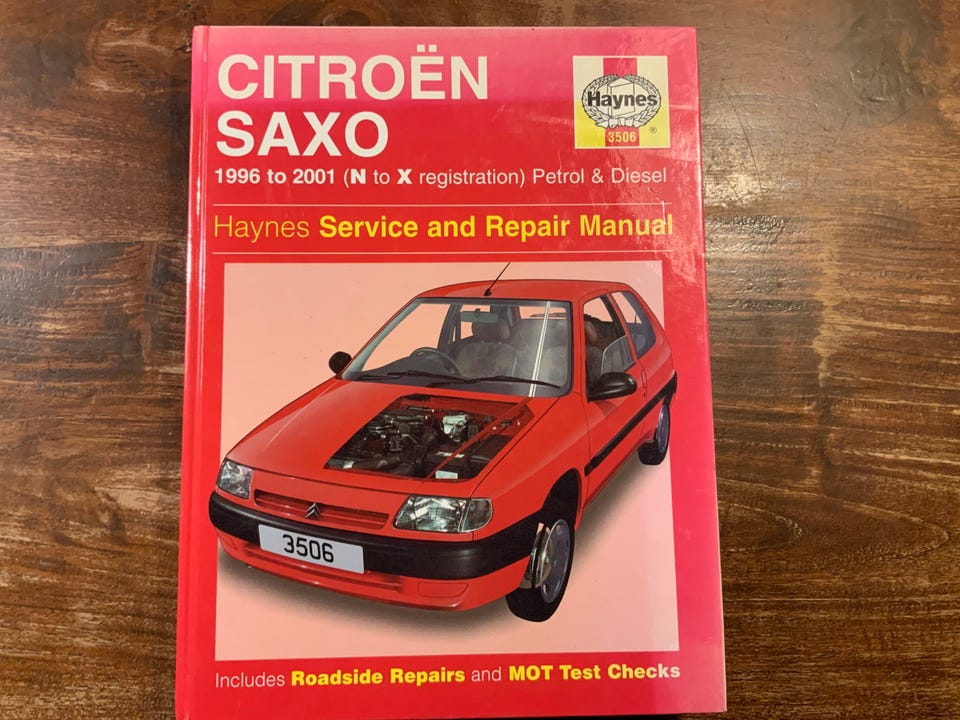 CITROËN
SAXO
Haynes
3506
®
1996 to 2001 (N to X registration) Petrol & Diesel
Haynes Service and Repair Manual
3506
Includes Roadside Repairs and MOT Test Checks